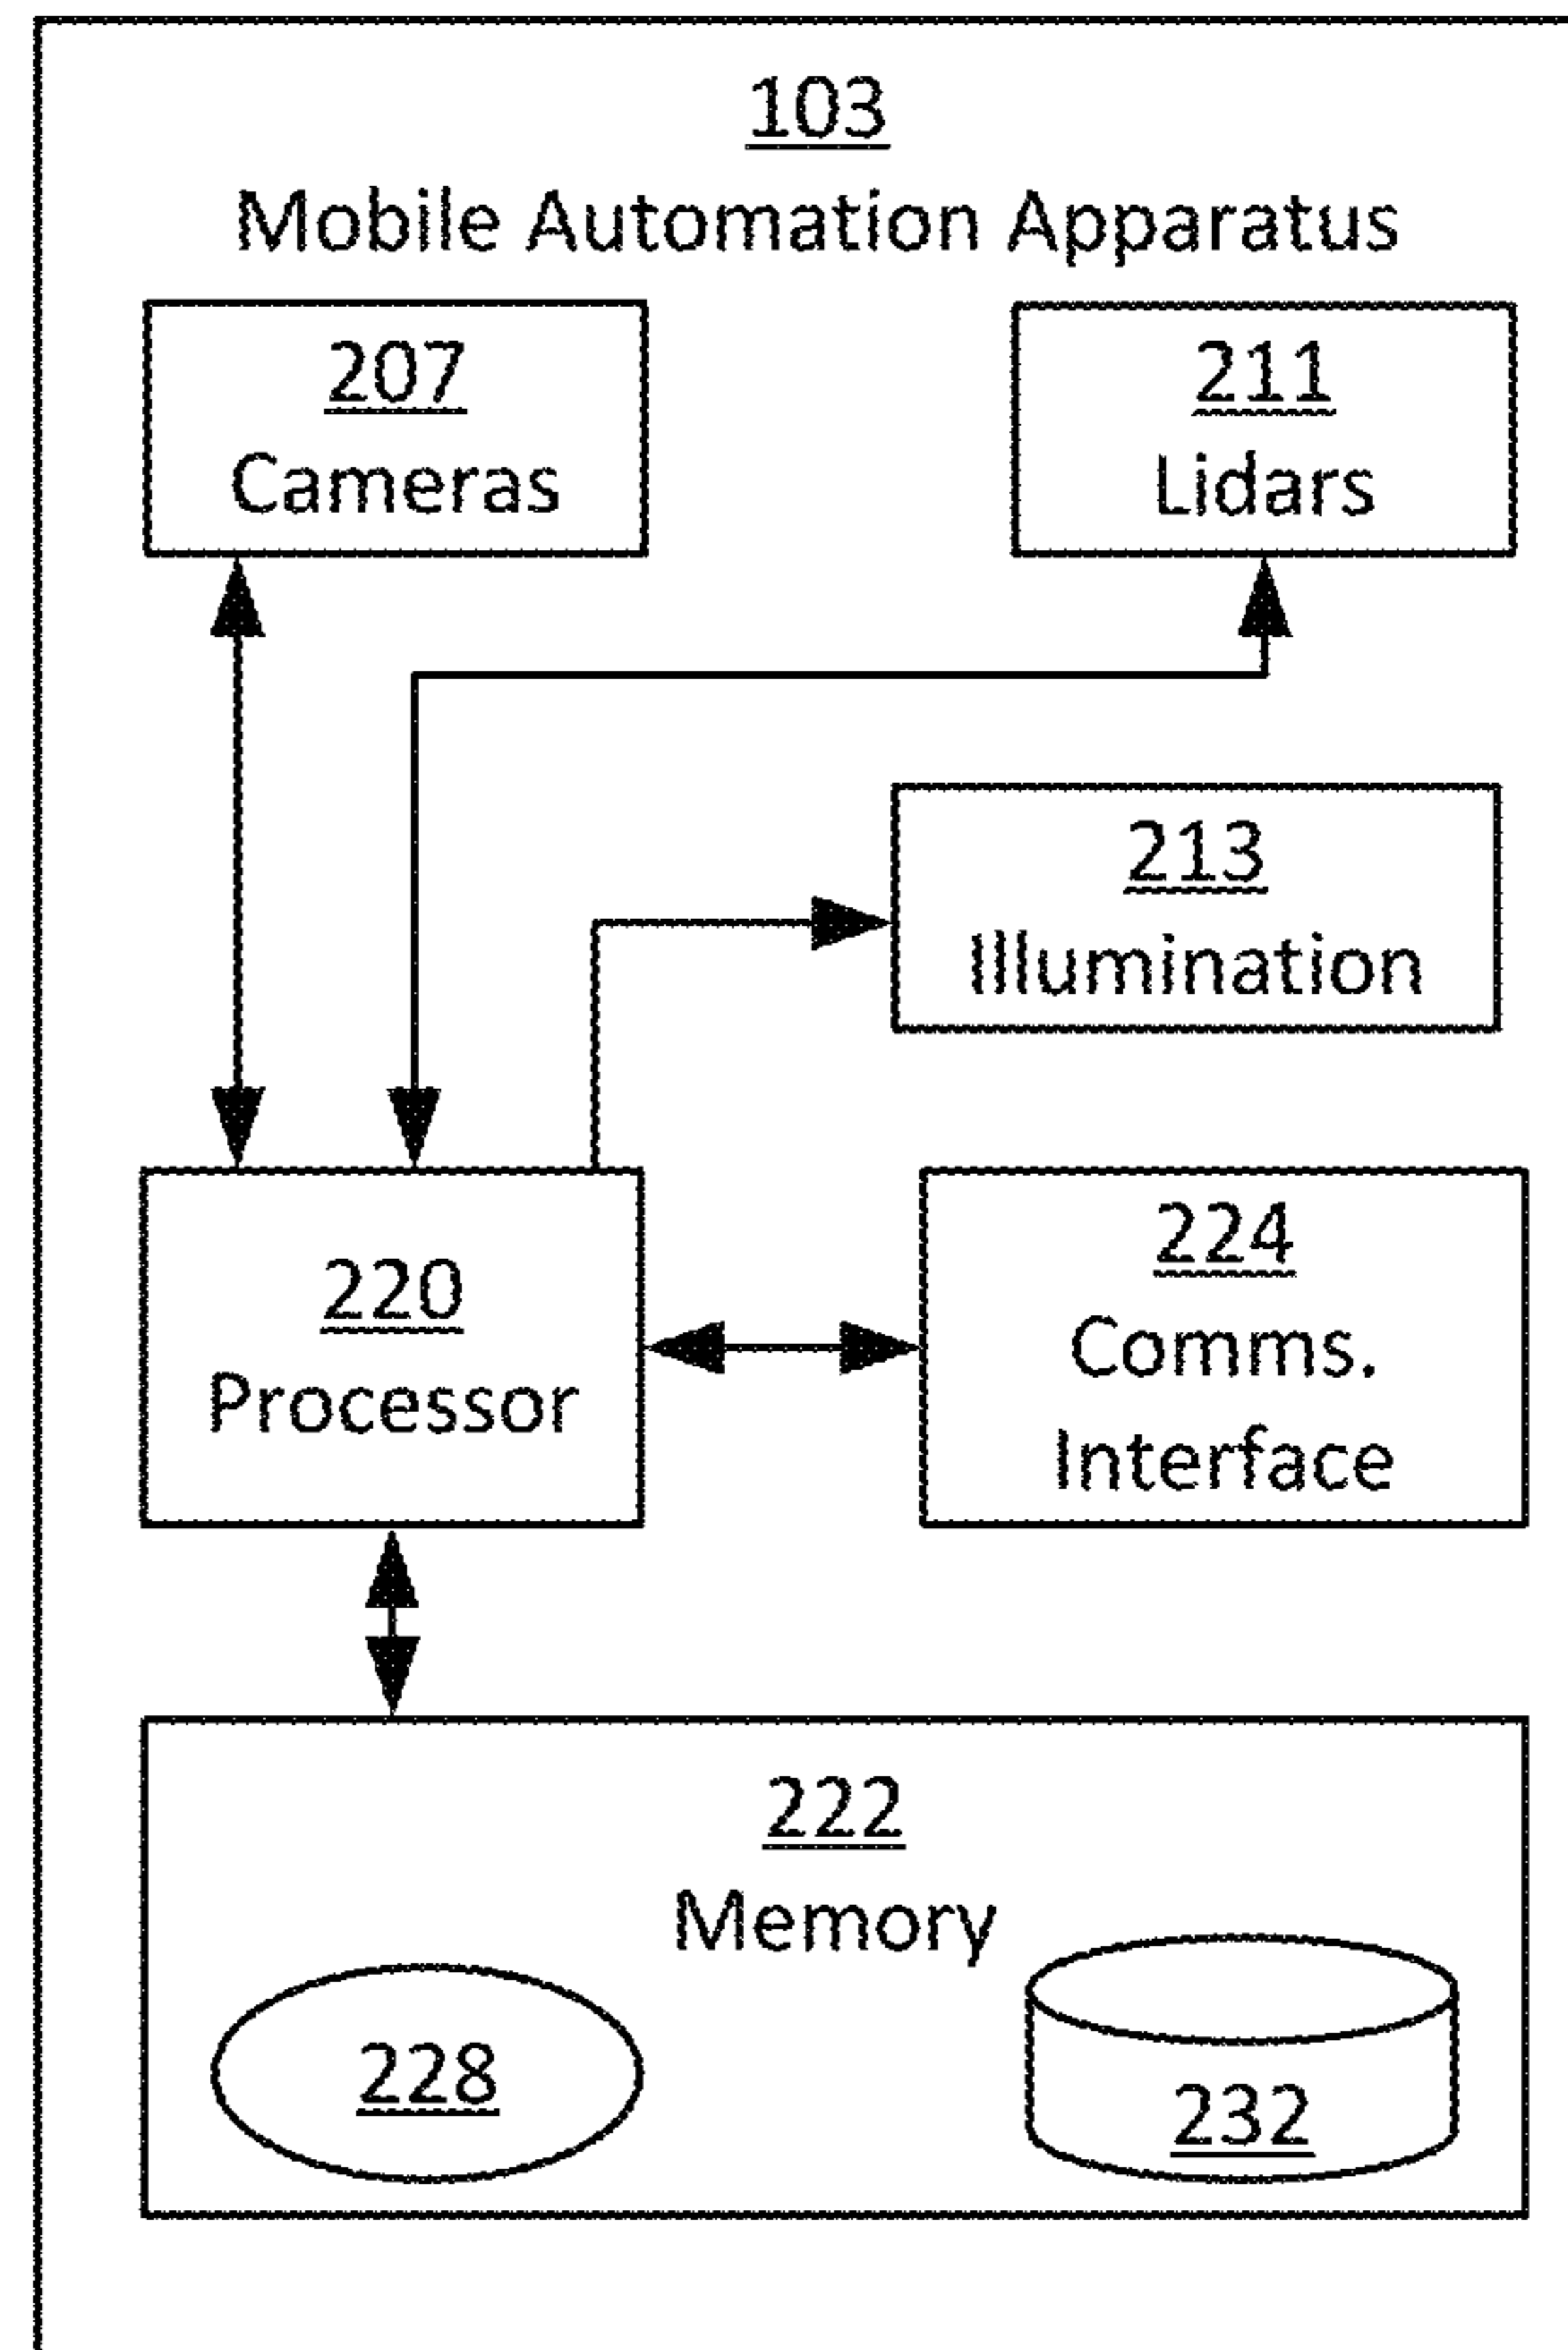 103
Mobile Automation Apparatus
207
Cameras
211
Lidars
213
Illumination
220
Processor
224
Comms.
Interface
222
Memory
228
232